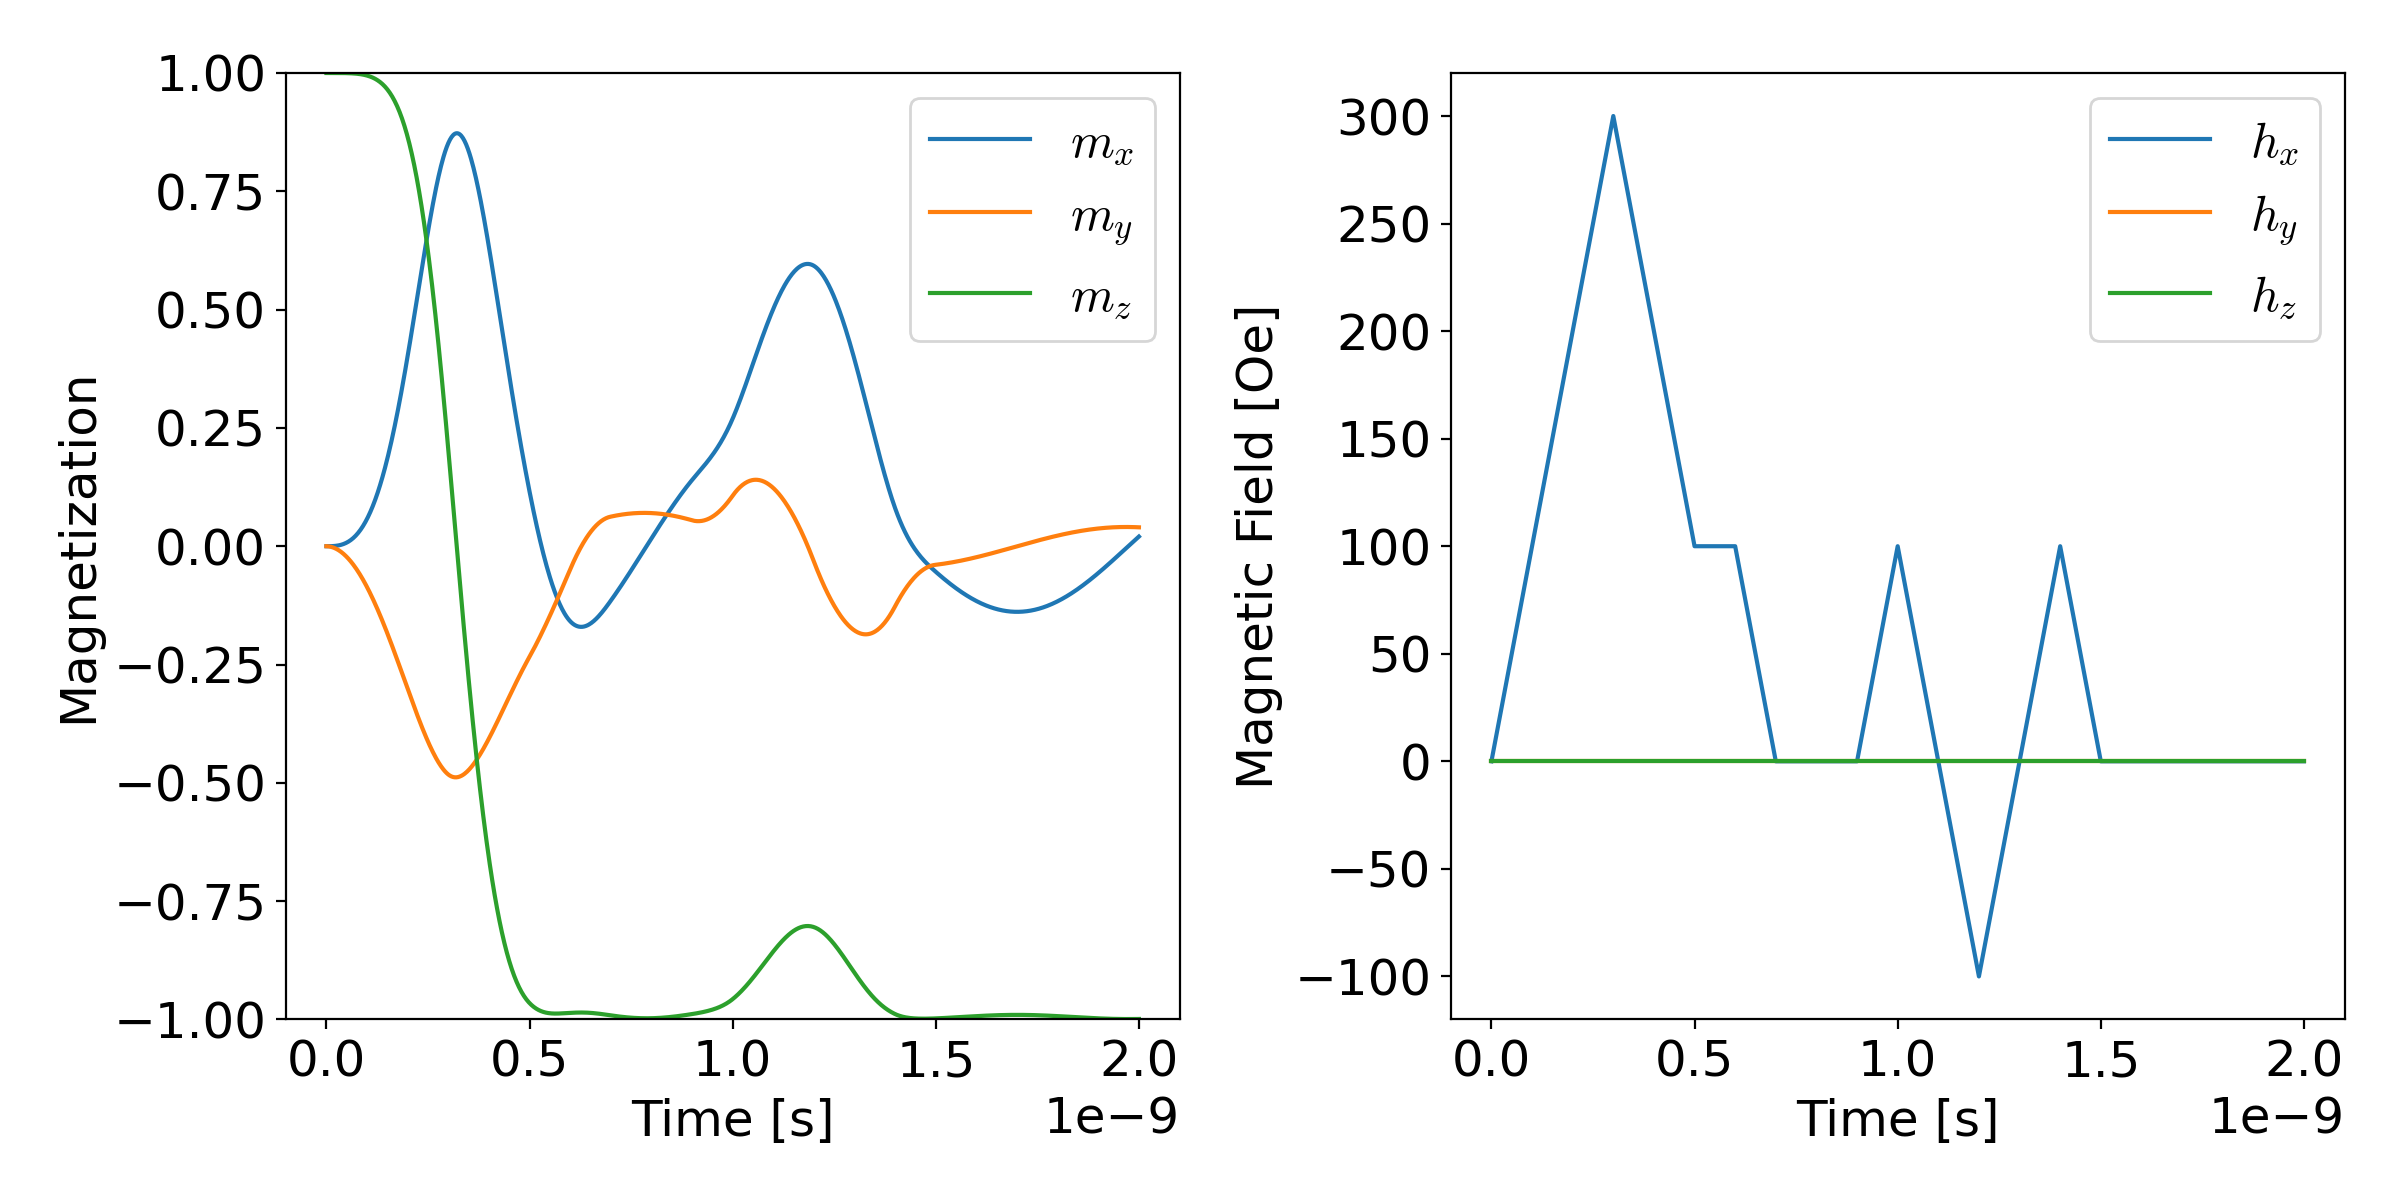 Magnetization
1.00
0.75
0.50
0.25
0.00
−0.25
−0.50
−0.75
−1.00
0.0 0.5 1.0 1.5 2.0
Time [s]
1e−9
m_x
m_y
m_z
Magnetic Field [Oe]
300
250
200
150
100
50
0
−50
−100
0.0 0.5 1.0 1.5 2.0
Time [s]
1e−9
h_x
h_y
h_z